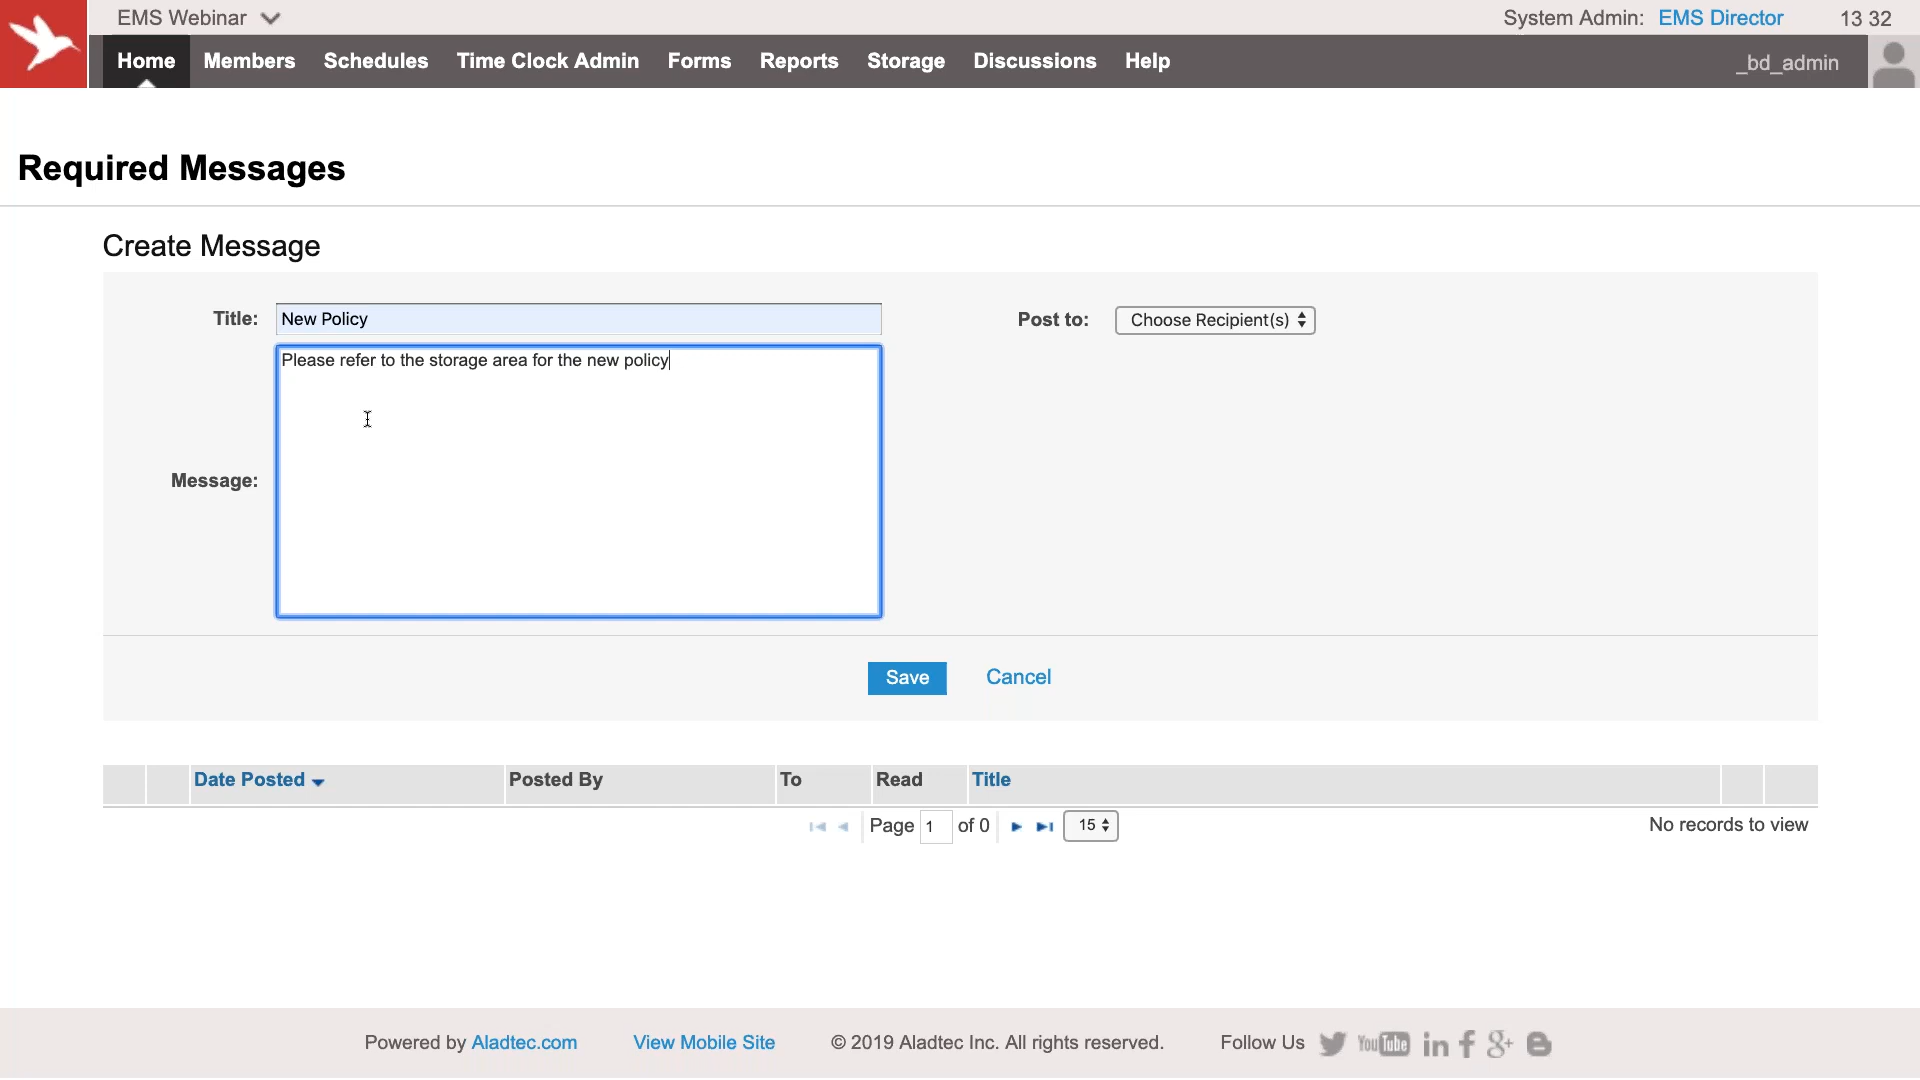 EMS Webinar
System Admin: EMS Director 13 32
Home Members Schedules Time Clock Admin Forms Reports Storage Discussions Help _bd_admin
Required Messages
Create Message
Title: New Policy Post to: Choose Recipient(s)
Please refer to the storage area for the new policy
Message:
Save Cancel
Date Posted Posted By To Read Title
Page 1 of 0 15 No records to view
Powered by Aladtec.com View Mobile Site © 2019 Aladtec Inc. All rights reserved. Follow Us YouTube in f g+ B